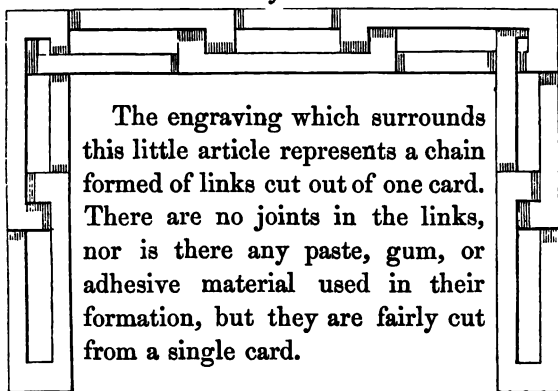 The engraving which surrounds
this little article represents a chain
formed of links cut out of one card.
There are no joints in the links,
nor is there any paste, gum, or
adhesive material used in their
formation, but they are fairly cut
from a single card.